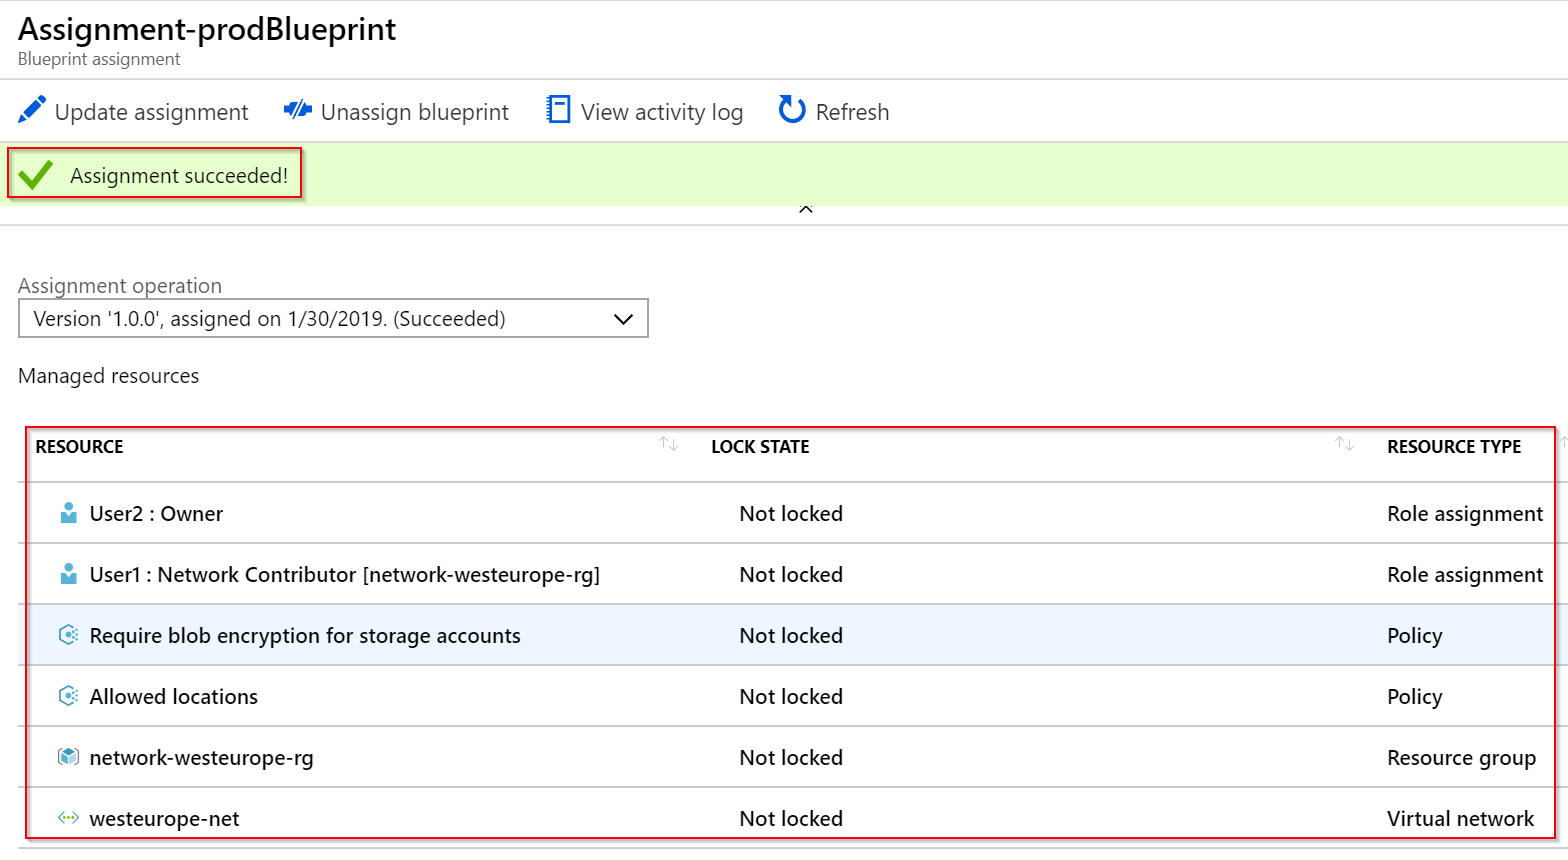 Assignment-prodBlueprint
Blueprint assignment
Update assignment Unassign blueprint View activity log Refresh
Assignment succeeded!
Assignment operation
Version '1.0.0', assigned on 1/30/2019. (Succeeded)
Managed resources
RESOURCE LOCK STATE RESOURCE TYPE
User2 : Owner Not locked Role assignment
User1 : Network Contributor [network-westeurope-rg] Not locked Role assignment
Require blob encryption for storage accounts Not locked Policy
Allowed locations Not locked Policy
network-westeurope-rg Not locked Resource group
westeurope-net Not locked Virtual network